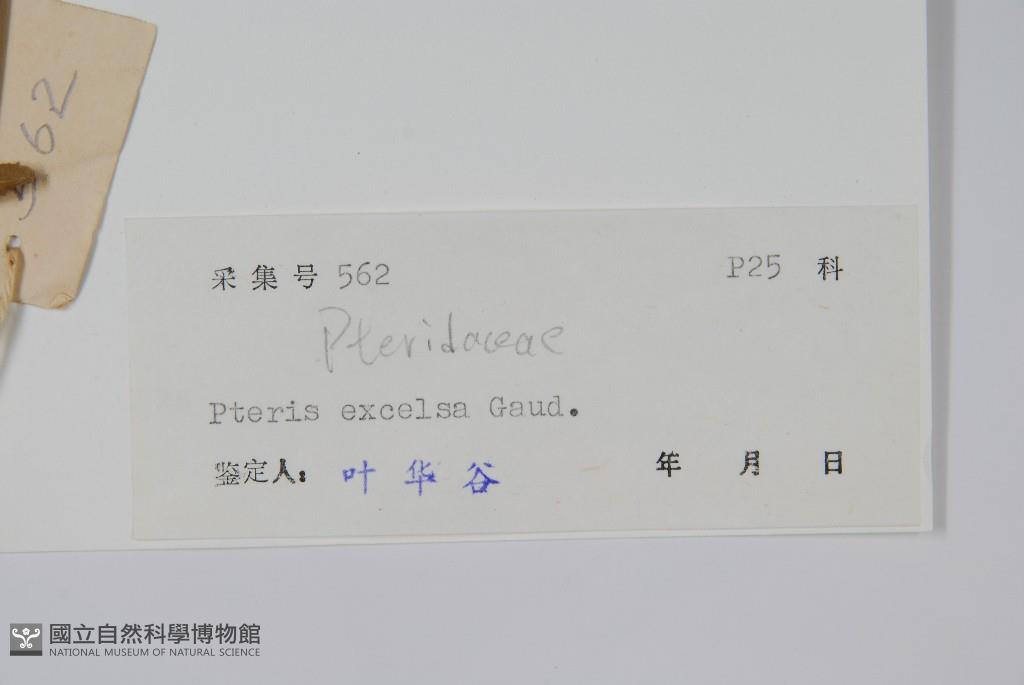 562
采集号 562 P25 科
Pteridaceae
Pteris excelsa Gaud.
鉴定人: 叶华谷 年 月 日
國立自然科學博物館
NATIONAL MUSEUM OF NATURAL SCIENCE